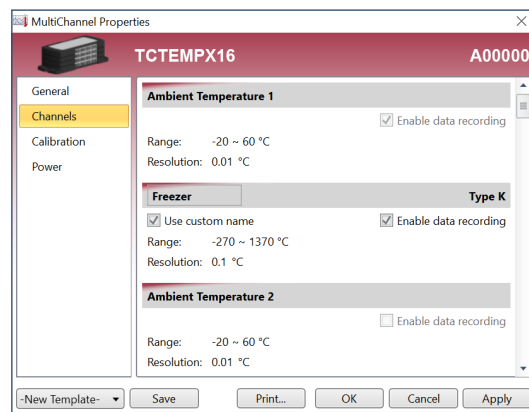 MultiChannel Properties
TCTEMPX16 A00000
General
Channels
Calibration
Power
Ambient Temperature 1
Enable data recording
Range: -20 ~ 60 °C
Resolution: 0.01 °C
Freezer Type K
Use custom name Enable data recording
Range: -270 ~ 1370 °C
Resolution: 0.1 °C
Ambient Temperature 2
Enable data recording
Range: -20 ~ 60 °C
Resolution: 0.01 °C
-New Template- Save Print... OK Cancel Apply